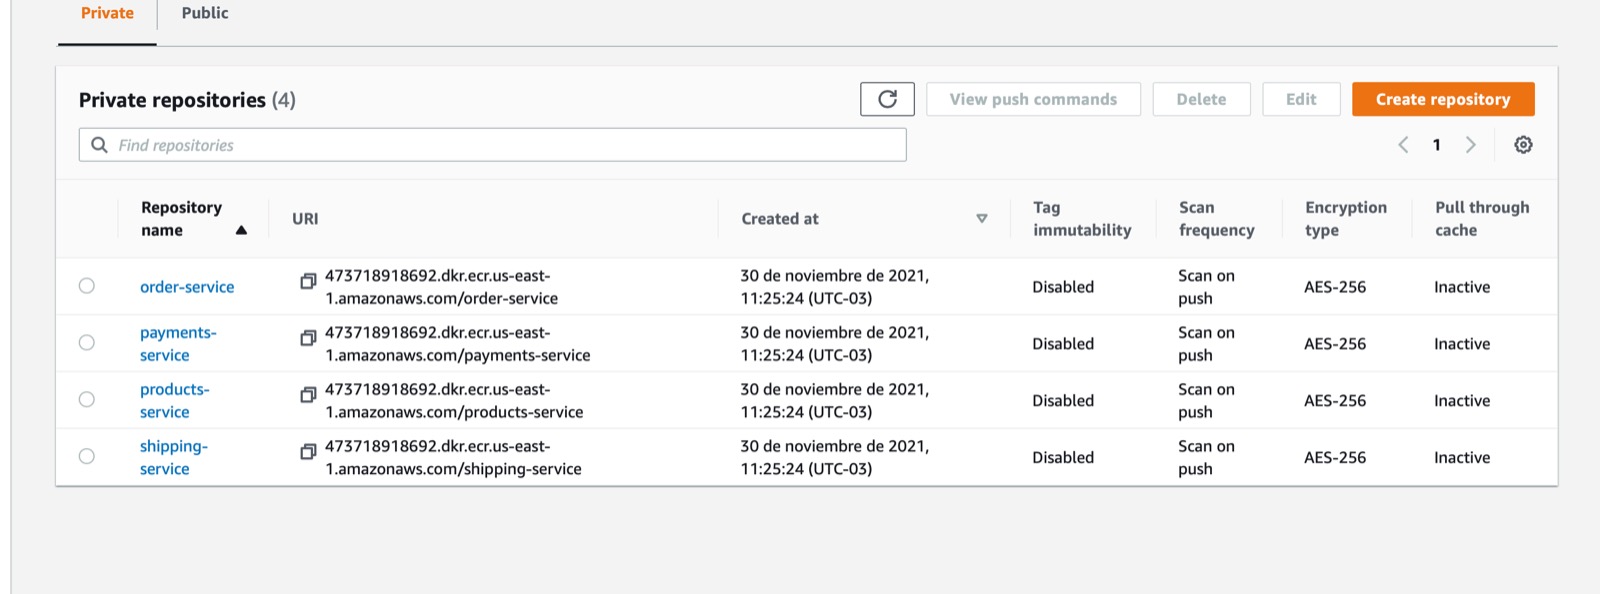 Private
Public
Private repositories (4)
View push commands
Delete
Edit
Create repository
Find repositories
1
Repository
name
URI
Created at
Tag
immutability
Scan
frequency
Encryption
type
Pull through
cache
order-service
473718918692.dkr.ecr.us-east-
1.amazonaws.com/order-service
30 de noviembre de 2021,
11:25:24 (UTC-03)
Disabled
Scan on
push
AES-256
Inactive
payments-
service
473718918692.dkr.ecr.us-east-
1.amazonaws.com/payments-service
30 de noviembre de 2021,
11:25:24 (UTC-03)
Disabled
Scan on
push
AES-256
Inactive
products-
service
473718918692.dkr.ecr.us-east-
1.amazonaws.com/products-service
30 de noviembre de 2021,
11:25:24 (UTC-03)
Disabled
Scan on
push
AES-256
Inactive
shipping-
service
473718918692.dkr.ecr.us-east-
1.amazonaws.com/shipping-service
30 de noviembre de 2021,
11:25:24 (UTC-03)
Disabled
Scan on
push
AES-256
Inactive